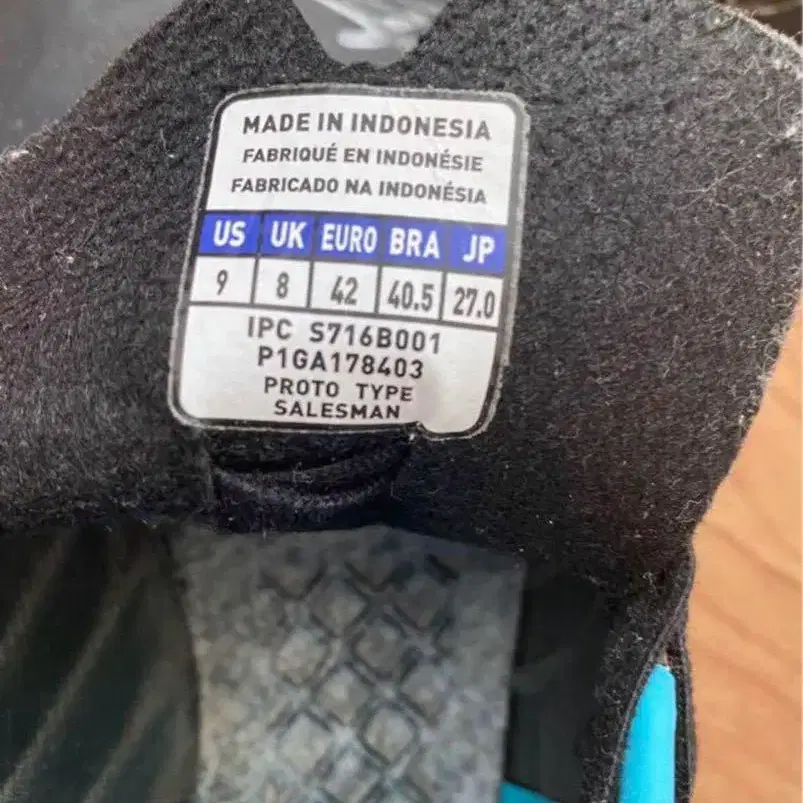 MADE IN INDONESIA
FABRIQUÉ EN INDONÉSIE
FABRICADO NA INDONÉSIA
US UK EURO BRA JP
9 8 42 40.5 27.0
IPC S716B001
P1GA178403
PROTO TYPE
SALESMAN